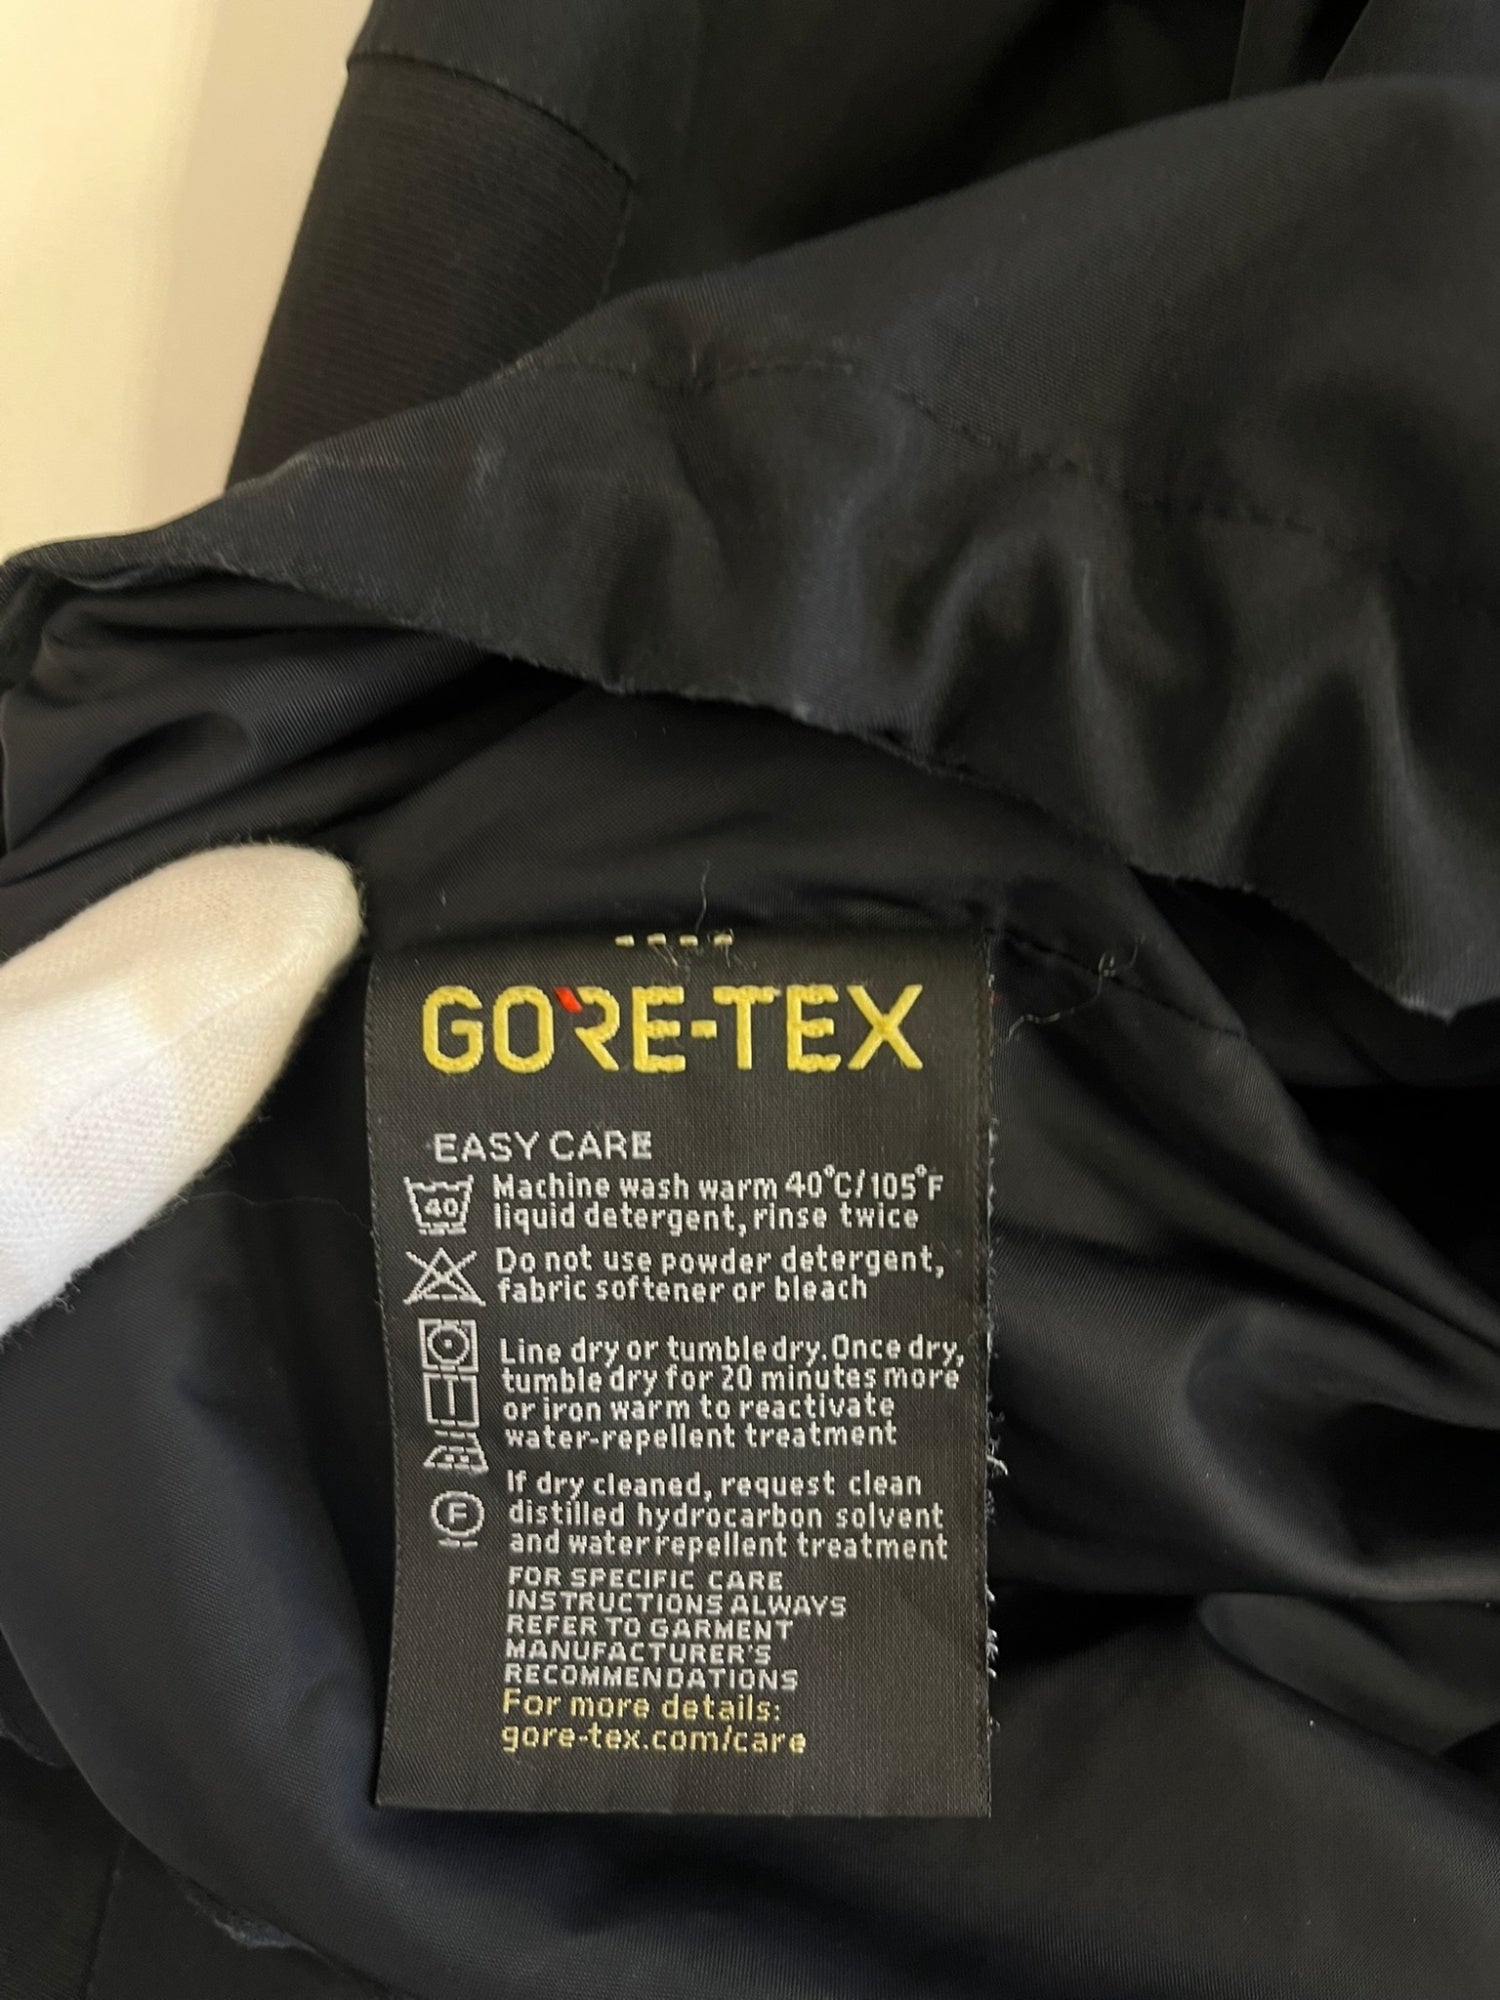 GORE-TEX
EASY CARE
40
Machine wash warm 40°C/105°F
liquid detergent, rinse twice
Do not use powder detergent,
fabric softener or bleach
Line dry or tumble dry. Once dry,
tumble dry for 20 minutes more
or iron warm to reactivate
water-repellent treatment
F
If dry cleaned, request clean
distilled hydrocarbon solvent
and water repellent treatment
FOR SPECIFIC CARE
INSTRUCTIONS ALWAYS
REFER TO GARMENT
MANUFACTURER'S
RECOMMENDATIONS
For more details:
gore-tex.com/care